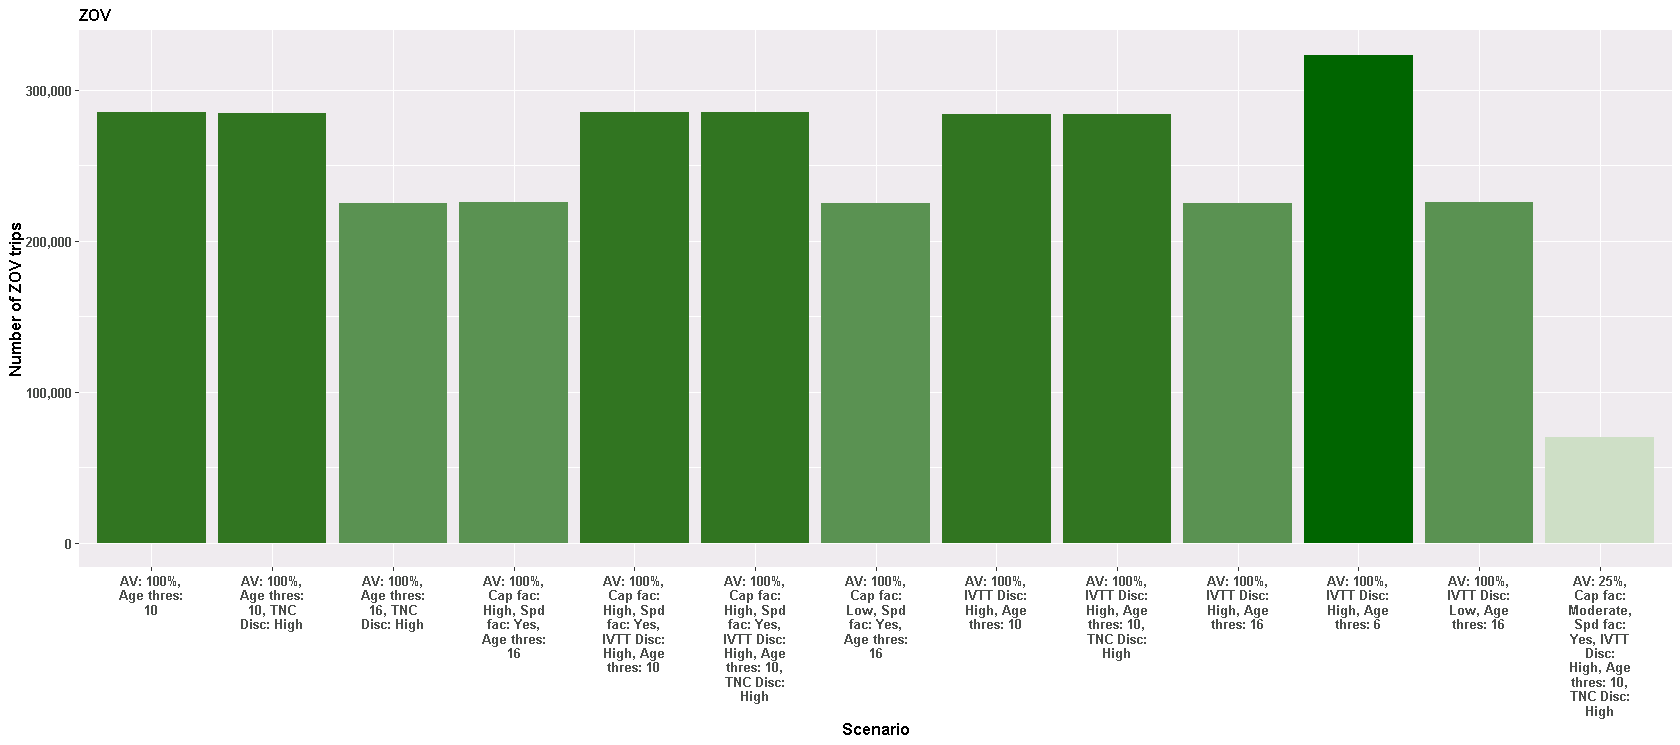 ZOV
Number of ZOV trips
300,000
200,000
100,000
0
AV: 100%,
Age thres:
10
AV: 100%,
Age thres:
10, TNC
Disc: High
AV: 100%,
Age thres:
16, TNC
Disc: High
AV: 100%,
Cap fac:
High, Spd
fac: Yes,
Age thres:
16
AV: 100%,
Cap fac:
High, Spd
fac: Yes,
IVTT Disc:
High, Age
thres: 10
AV: 100%,
Cap fac:
High, Spd
fac: Yes,
IVTT Disc:
High, Age
thres: 10,
TNC Disc:
High
AV: 100%,
Cap fac:
Low, Spd
fac: Yes,
Age thres:
16
AV: 100%,
IVTT Disc:
High, Age
thres: 10
AV: 100%,
IVTT Disc:
High, Age
thres: 10,
TNC Disc:
High
AV: 100%,
IVTT Disc:
High, Age
thres: 16
AV: 100%,
IVTT Disc:
High, Age
thres: 6
AV: 100%,
IVTT Disc:
Low, Age
thres: 16
AV: 25%,
Cap fac:
Moderate,
Spd fac:
Yes, IVTT
Disc:
High, Age
thres: 10,
TNC Disc:
High
Scenario